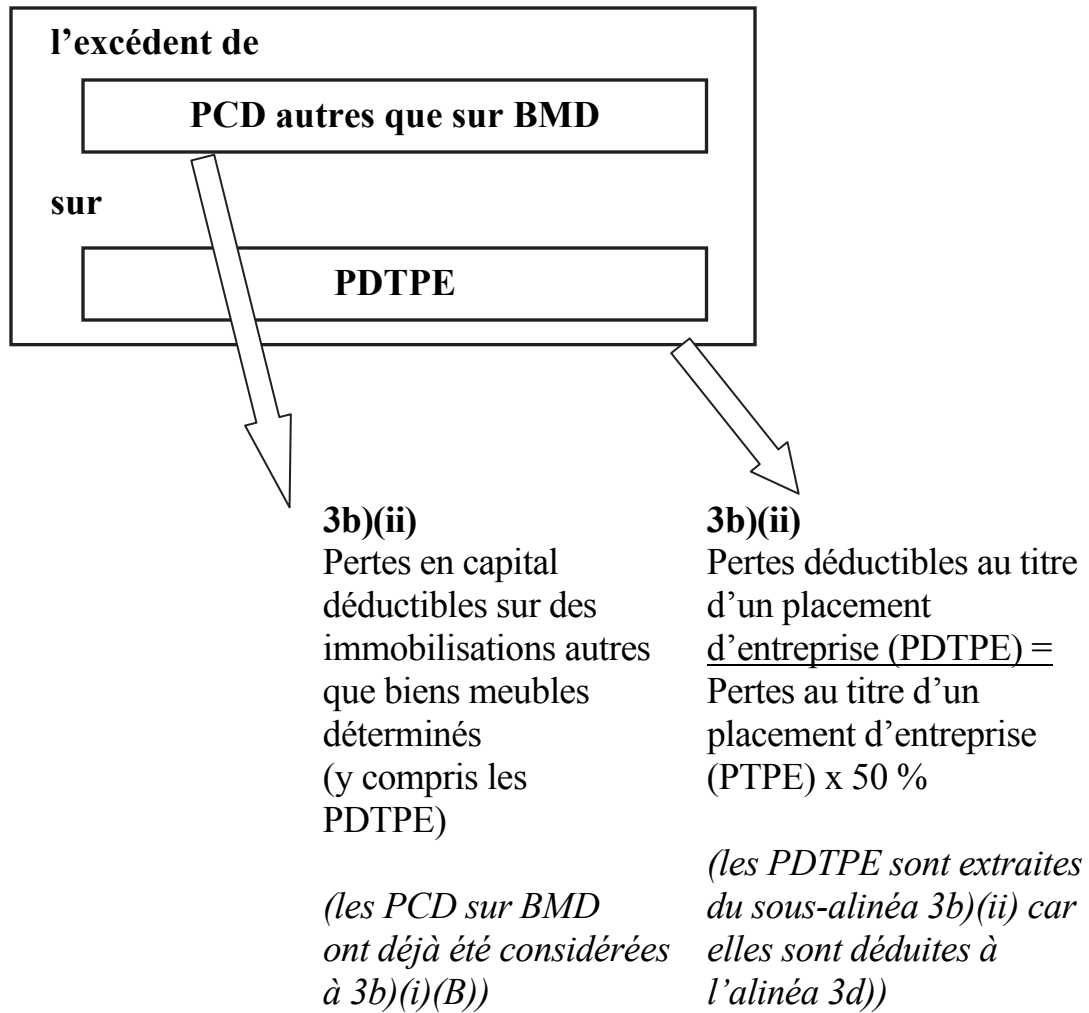 l’excédent de
PCD autres que sur BMD
sur
PDTPE
3b)(ii)
Pertes en capital
déductibles sur des
immobilisations autres
que biens meubles
déterminés
(y compris les
PDTPE)
(les PCD sur BMD
ont déjà été considérées
à 3b)(i)(B))
3b)(ii)
Pertes déductibles au titre
d’un placement
d’entreprise (PDTPE) =
Pertes au titre d’un
placement d’entreprise
(PTPE) x 50 %
(les PDTPE sont extraites
du sous-alinéa 3b)(ii) car
elles sont déduites à
l’alinéa 3d))